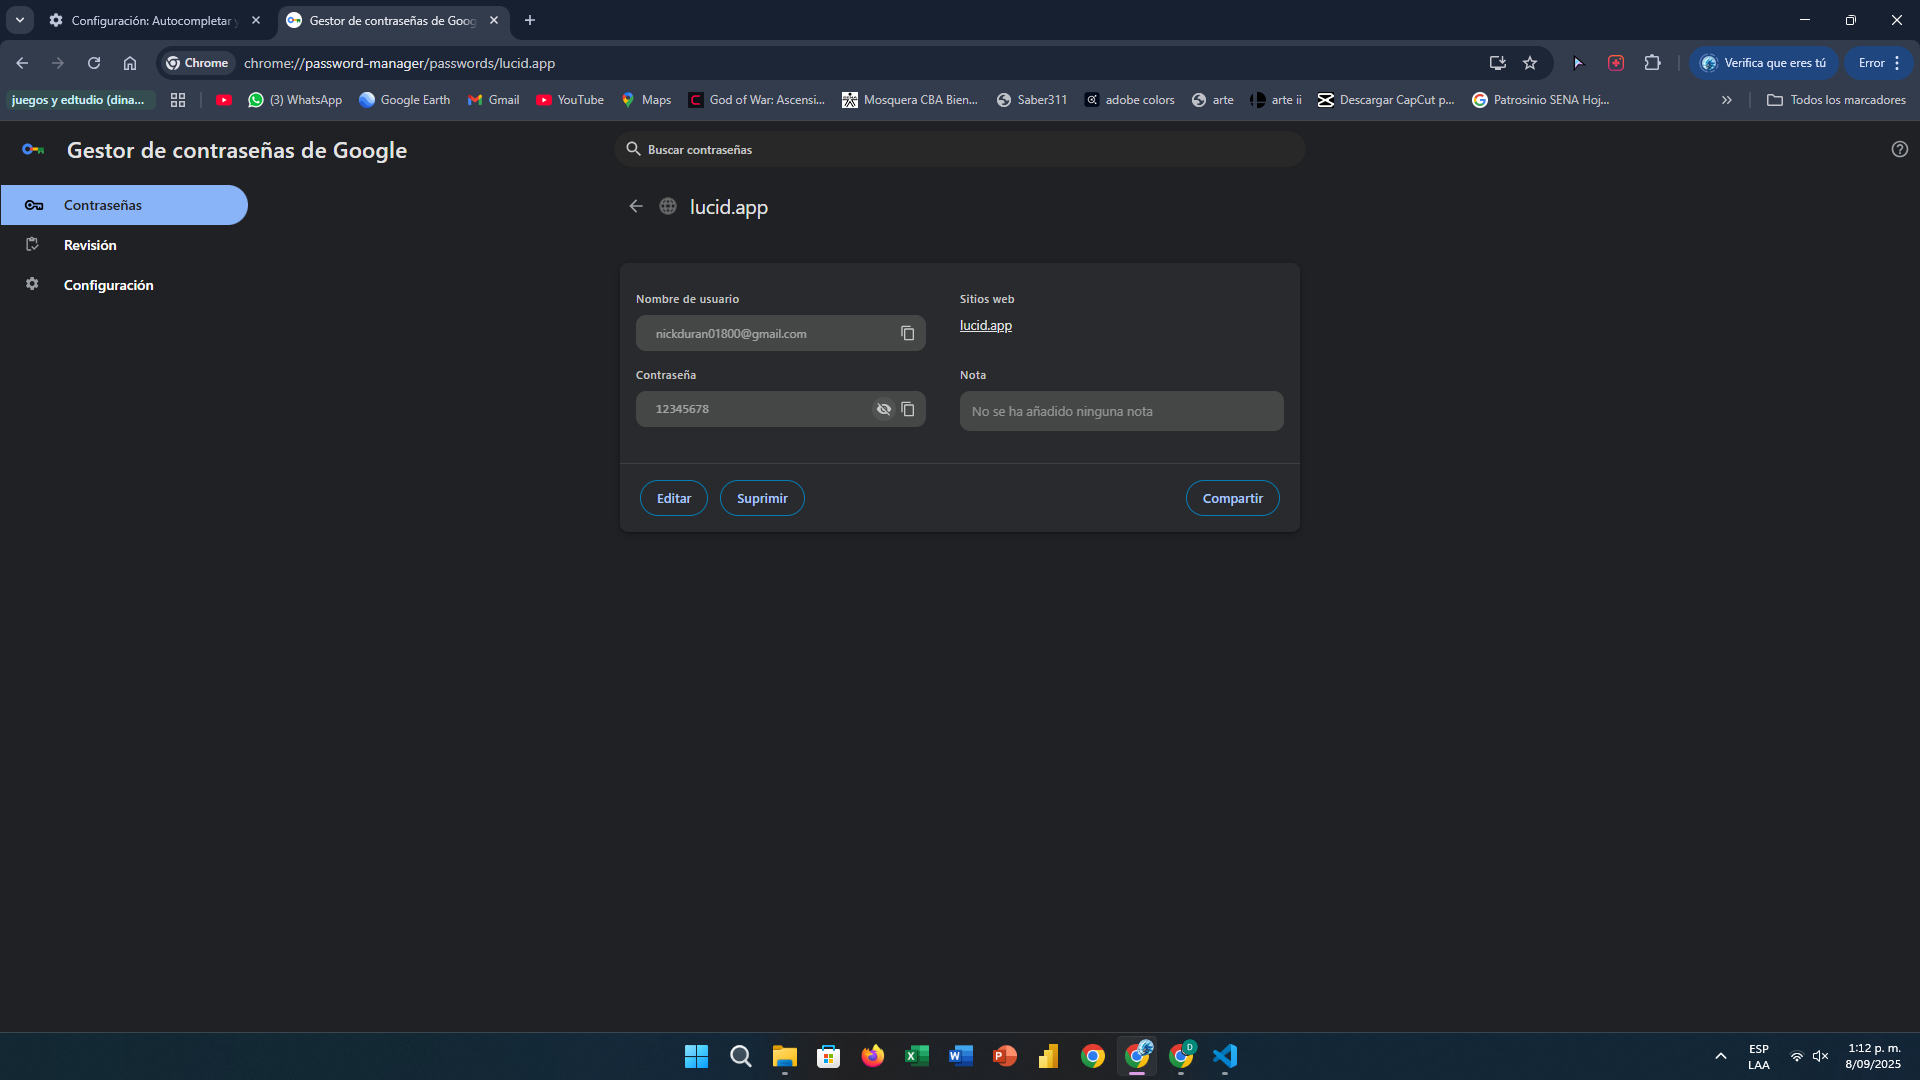 Configuración: Autocompletar y
Gestor de contraseñas de Goog
Chrome
chrome://password-manager/passwords/lucid.app
Verifica que eres tú
Error
juegos y edtudio (dina...
(3) WhatsApp
Google Earth
Gmail
YouTube
Maps
God of War: Ascensi...
Mosquera CBA Bien...
Saber311
adobe colors
arte
arte ii
Descargar CapCut p...
Patrosinio SENA Hoj...
Todos los marcadores
Gestor de contraseñas de Google
Buscar contraseñas
Contraseñas
Revisión
Configuración
lucid.app
Nombre de usuario
nickduran01800@gmail.com
Sitios web
lucid.app
Contraseña
12345678
Nota
No se ha añadido ninguna nota
Editar
Suprimir
Compartir
ESP
LAA
1:12 p. m.
8/09/2025